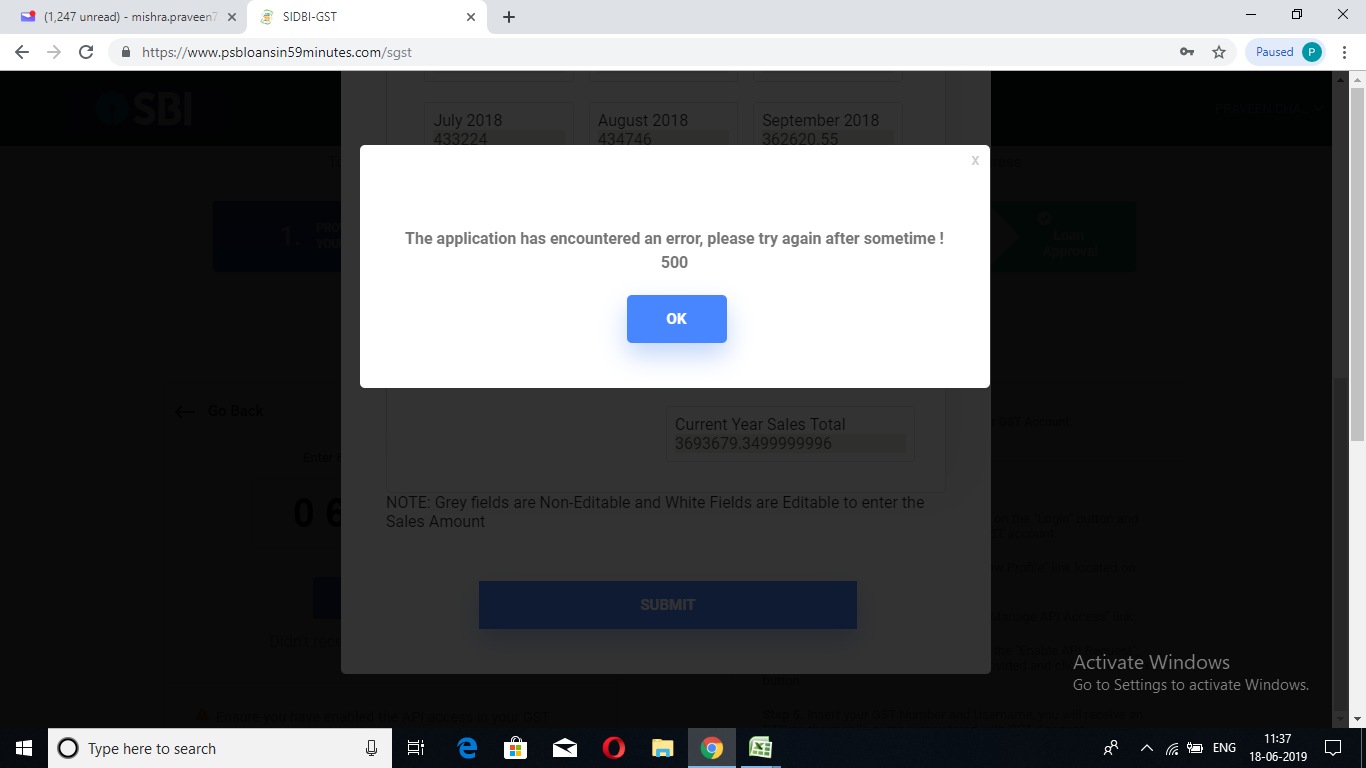 (1,247 unread) - mishra.praveen7
SIDBI-GST
https://www.psbloansin59minutes.com/sgst
Paused
P
SBI
July 2018
433224
August 2018
434746
September 2018
362620.55
x
The application has encountered an error, please try again after sometime !
500
OK
1.
Loan
Approval
Go Back
Current Year Sales Total
3693679.3499999996
NOTE: Grey fields are Non-Editable and White Fields are Editable to enter the
Sales Amount
0 6
SUBMIT
Activate Windows
Go to Settings to activate Windows.
Ensure you have enabled the API access in your GST
Type here to search
ENG
11:37
18-06-2019